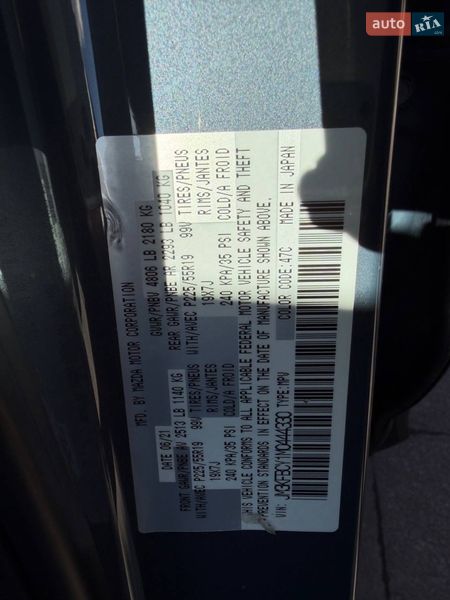 auto RIA
.com
MFD. BY MAZDA MOTOR CORPORATION
DATE 06/21 GVWR/PNBV 4806 LB 2180 KG
FRONT GAWR/PNBE AV 2513 LB 1140 KG REAR GAWR/PNBE AR 2293 LB 1040 KG
WITH/AVEC P225/55R19 99V TIRES/PNEUS WITH/AVEC P225/55R19 99V TIRES/PNEUS
19X7J RIMS/JANTES 19X7J RIMS/JANTES
240 KPA/35 PSI COLD/A FROID 240 KPA/35 PSI COLD/A FROID
THIS VEHICLE CONFORMS TO ALL APPLICABLE FEDERAL MOTOR VEHICLE SAFETY AND THEFT
PREVENTION STANDARDS IN EFFECT ON THE DATE OF MANUFACTURE SHOWN ABOVE.
VIN: TYPE: MPV COLOR: 47C MADE IN JAPAN